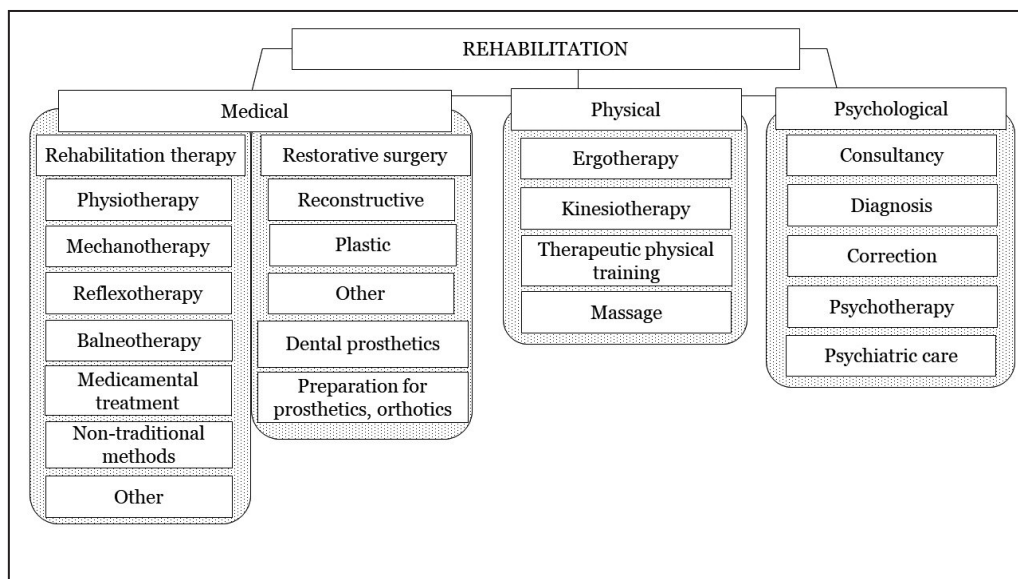 REHABILITATION
Medical
Rehabilitation therapy
Physiotherapy
Mechanotherapy
Reflexotherapy
Balneotherapy
Medicamental
treatment
Non-traditional
methods
Other
Restorative surgery
Reconstructive
Plastic
Other
Dental prosthetics
Preparation for
prosthetics, orthotics
Physical
Ergotherapy
Kinesiotherapy
Therapeutic physical
training
Massage
Psychological
Consultancy
Diagnosis
Correction
Psychotherapy
Psychiatric care